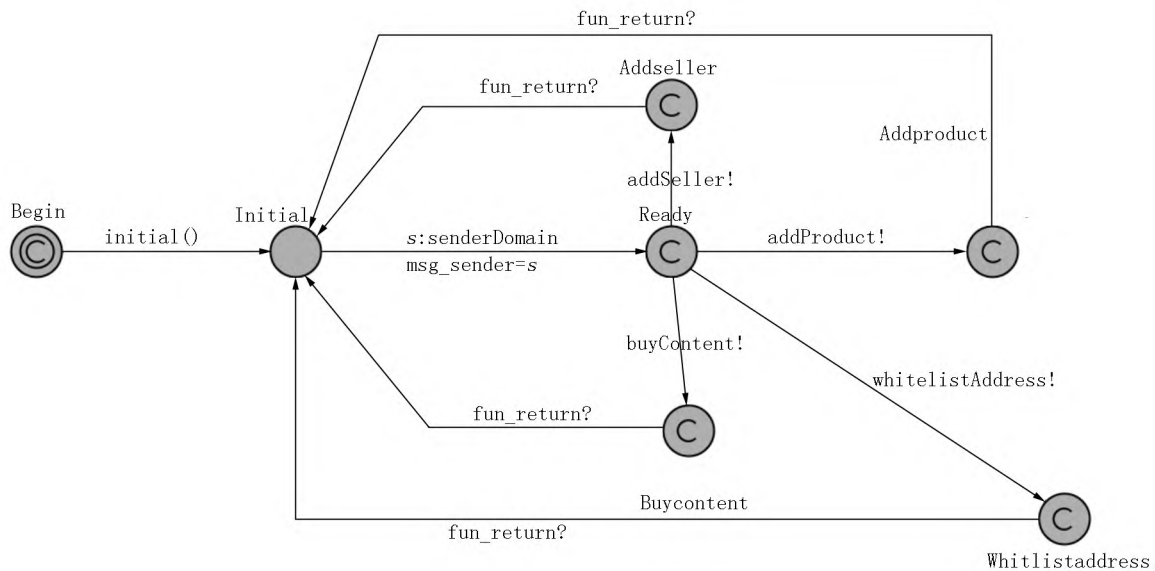 fun_return?
Addseller
fun_return?
Addproduct
addSeller!
Begin
Initial
Ready
initial()
s:senderDomain
addProduct!
msg_sender=s
C
C
C
C
buyContent!
whitelistAddress!
fun_return?
C
Buycontent
C
fun_return?
Whitlistaddress